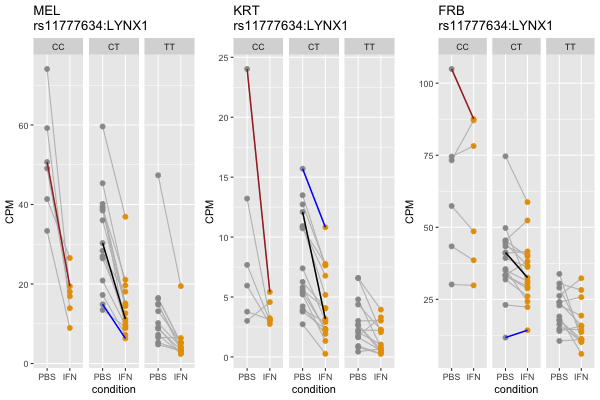 MEL
rs11777634:LYNX1
CC CT TT
CPM
60
40
20
0
PBS IFN PBS IFN PBS IFN
condition
KRT
rs11777634:LYNX1
CC CT TT
CPM
25
20
15
10
5
0
PBS IFN PBS IFN PBS IFN
condition
FRB
rs11777634:LYNX1
CC CT TT
CPM
100
75
50
25
PBS IFN PBS IFN PBS IFN
condition